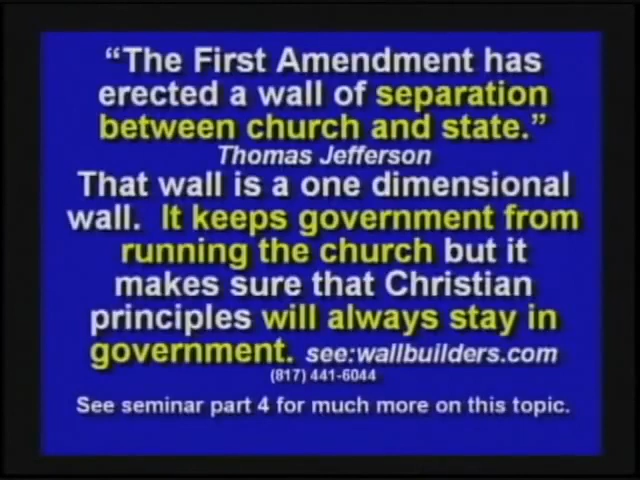 “The First Amendment has
erected a wall of separation
between church and state.”
Thomas Jefferson
That wall is a one dimensional
wall. It keeps government from
running the church but it
makes sure that Christian
principles will always stay in
government. see:wallbuilders.com
(817) 441-6044
See seminar part 4 for much more on this topic.